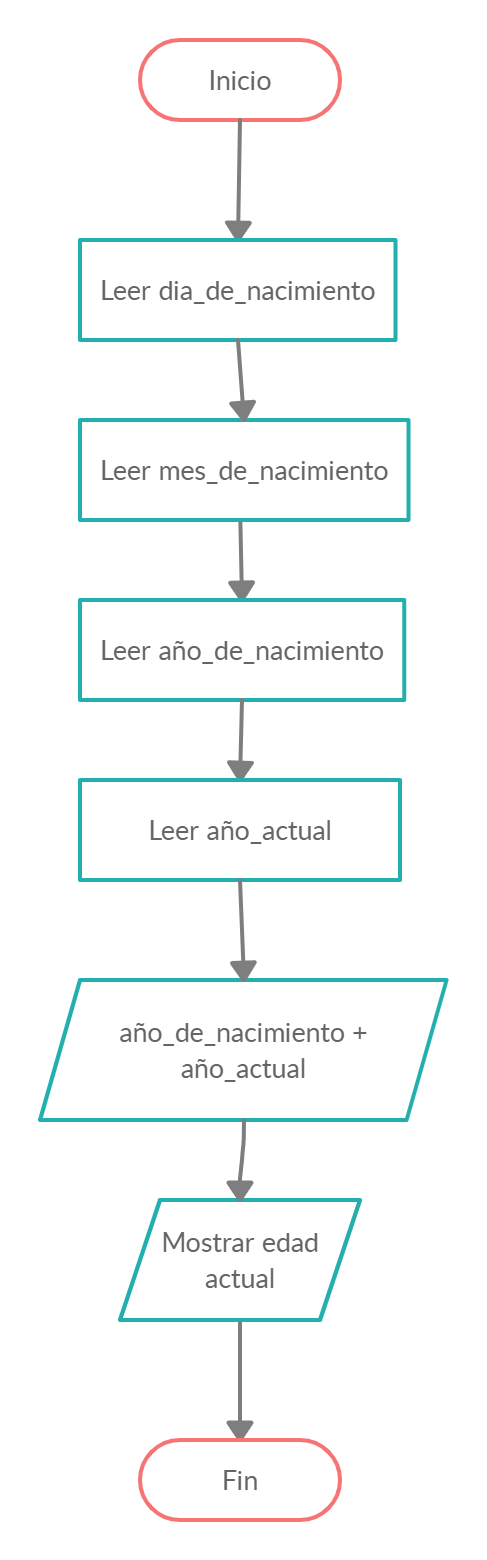 Inicio
Leer dia_de_nacimiento
Leer mes_de_nacimiento
Leer año_de_nacimiento
Leer año_actual
año_de_nacimiento +
año_actual
Mostrar edad
actual
Fin